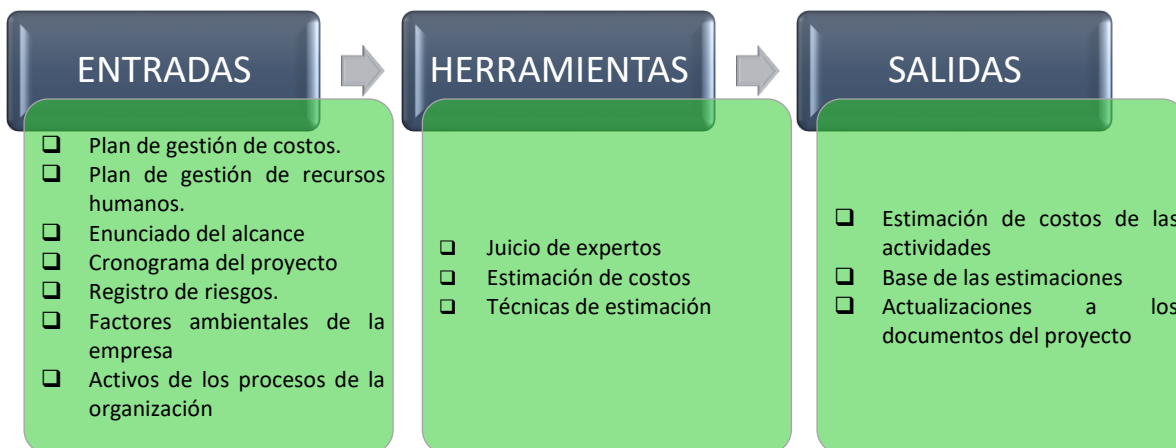 ENTRADAS
❑ Plan de gestión de costos.
❑ Plan de gestión de recursos
humanos.
❑ Enunciado del alcance
❑ Cronograma del proyecto
❑ Registro de riesgos.
❑ Factores ambientales de la
empresa
❑ Activos de los procesos de la
organización
HERRAMIENTAS
❑ Juicio de expertos
❑ Estimación de costos
❑ Técnicas de estimación
SALIDAS
❑ Estimación de costos de las
actividades
❑ Base de las estimaciones
❑ Actualizaciones a los
documentos del proyecto